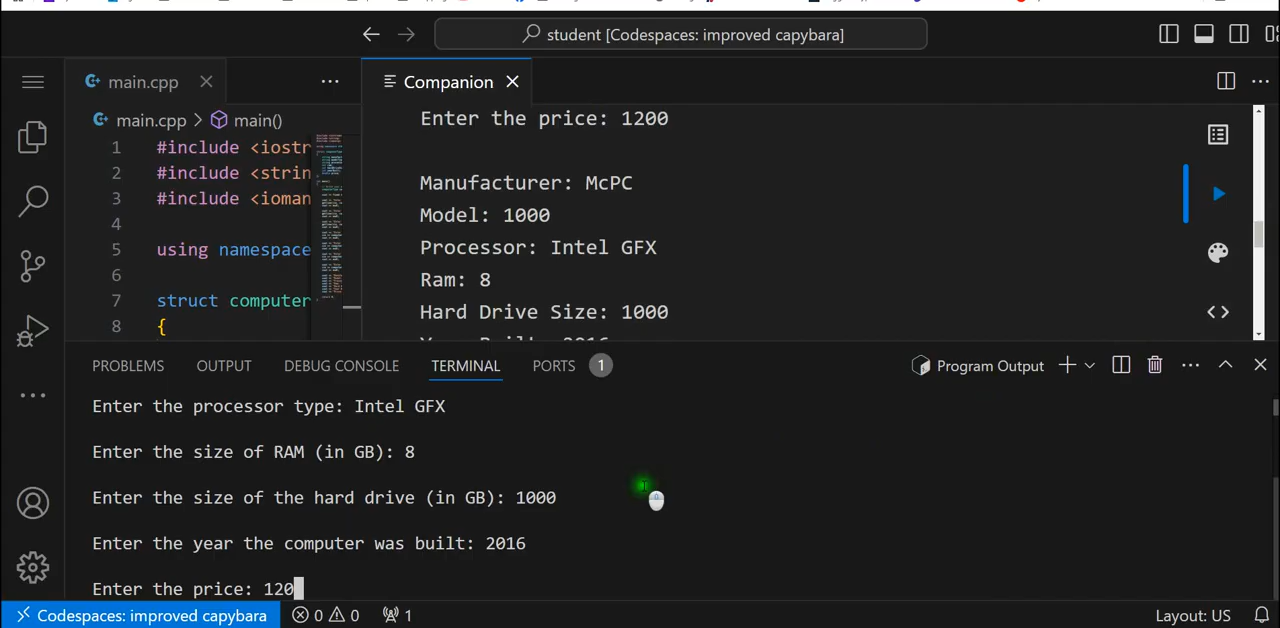 student [Codespaces: improved capybara]
main.cpp
Companion
main.cpp > main()
1 #include <iostr
2 #include <strin
3 #include <ioman
4
5 using namespace
6
7 struct computer
8 {
Enter the price: 1200
Manufacturer: McPC
Model: 1000
Processor: Intel GFX
Ram: 8
Hard Drive Size: 1000
PROBLEMS OUTPUT DEBUG CONSOLE TERMINAL PORTS 1 Program Output
Enter the processor type: Intel GFX
Enter the size of RAM (in GB): 8
Enter the size of the hard drive (in GB): 1000
Enter the year the computer was built: 2016
Enter the price: 120
Codespaces: improved capybara 0 0 1 Layout: US